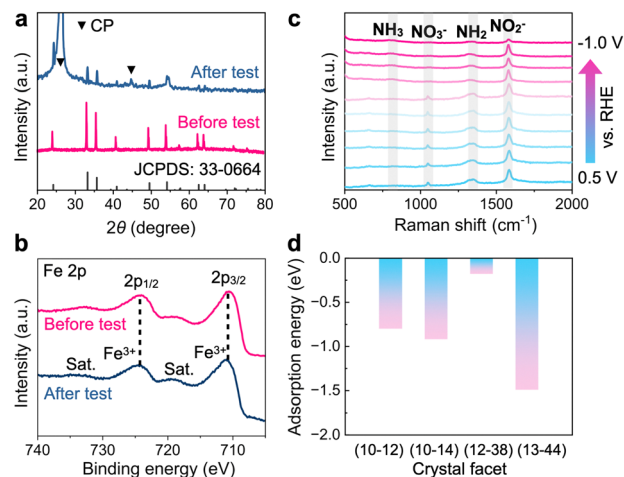 a
▼ CP
After test
Before test
JCPDS: 33-0664
Intensity (a.u.)
20 30 40 50 60 70 80
2θ (degree)
b
Fe 2p
2p1/2
2p3/2
Before test
Sat.
Fe3+
Sat.
Fe3+
After test
Intensity (a.u.)
740 730 720 710
Binding energy (eV)
c
NH3 NO3- NH2 NO2-
-1.0 V
vs. RHE
0.5 V
Intensity (a.u.)
500 1000 1500 2000
Raman shift (cm-1)
d
0.0
−0.5
−1.0
−1.5
−2.0
Adsorption energy (eV)
(10-12) (10-14) (12-38) (13-44)
Crystal facet